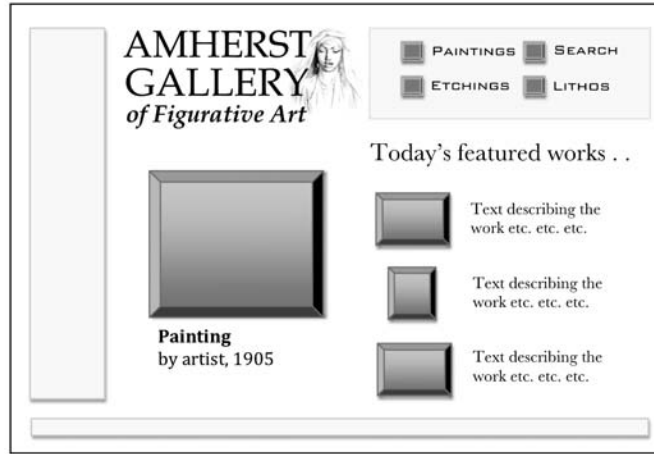 AMHERST
GALLERY
of Figurative Art
PAINTINGS
SEARCH
ETCHINGS
LITHOS
Today's featured works . .
Text describing the
work etc. etc. etc.
Text describing the
work etc. etc. etc.
Text describing the
work etc. etc. etc.
Painting
by artist, 1905